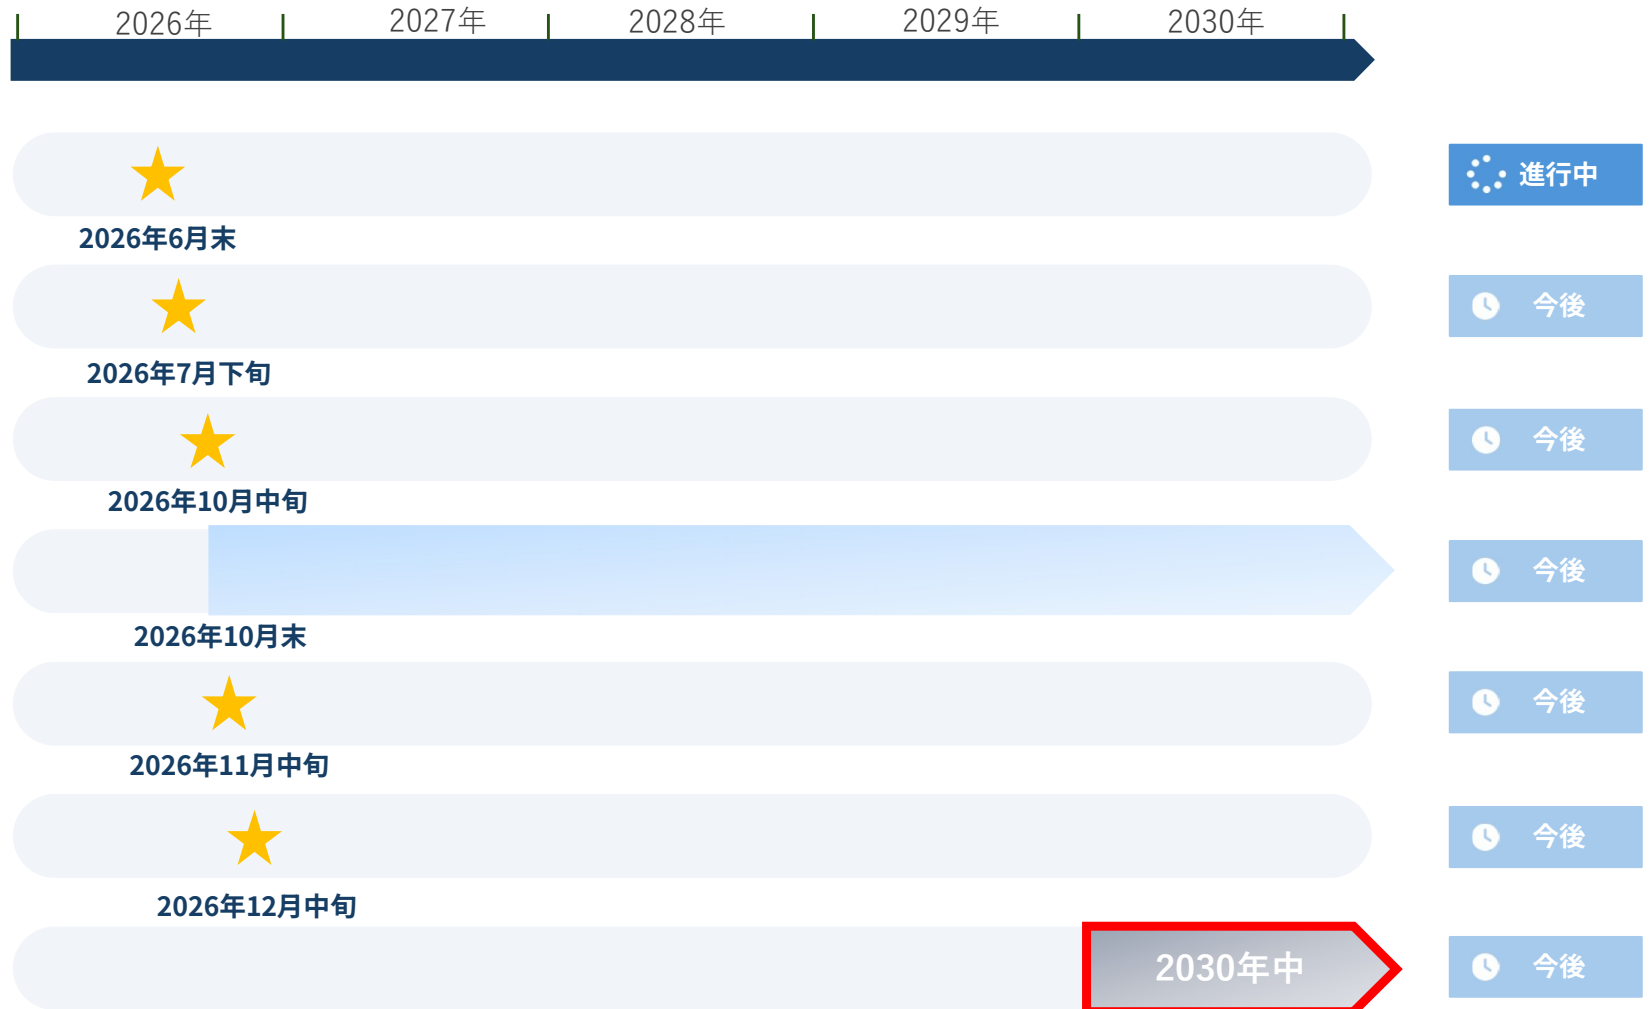 2026年
2027年
2028年
2029年
2030年
進行中
2026年6月末
今後
2026年7月下旬
今後
2026年10月中旬
今後
2026年10月末
今後
2026年11月中旬
今後
2026年12月中旬
2030年中
今後